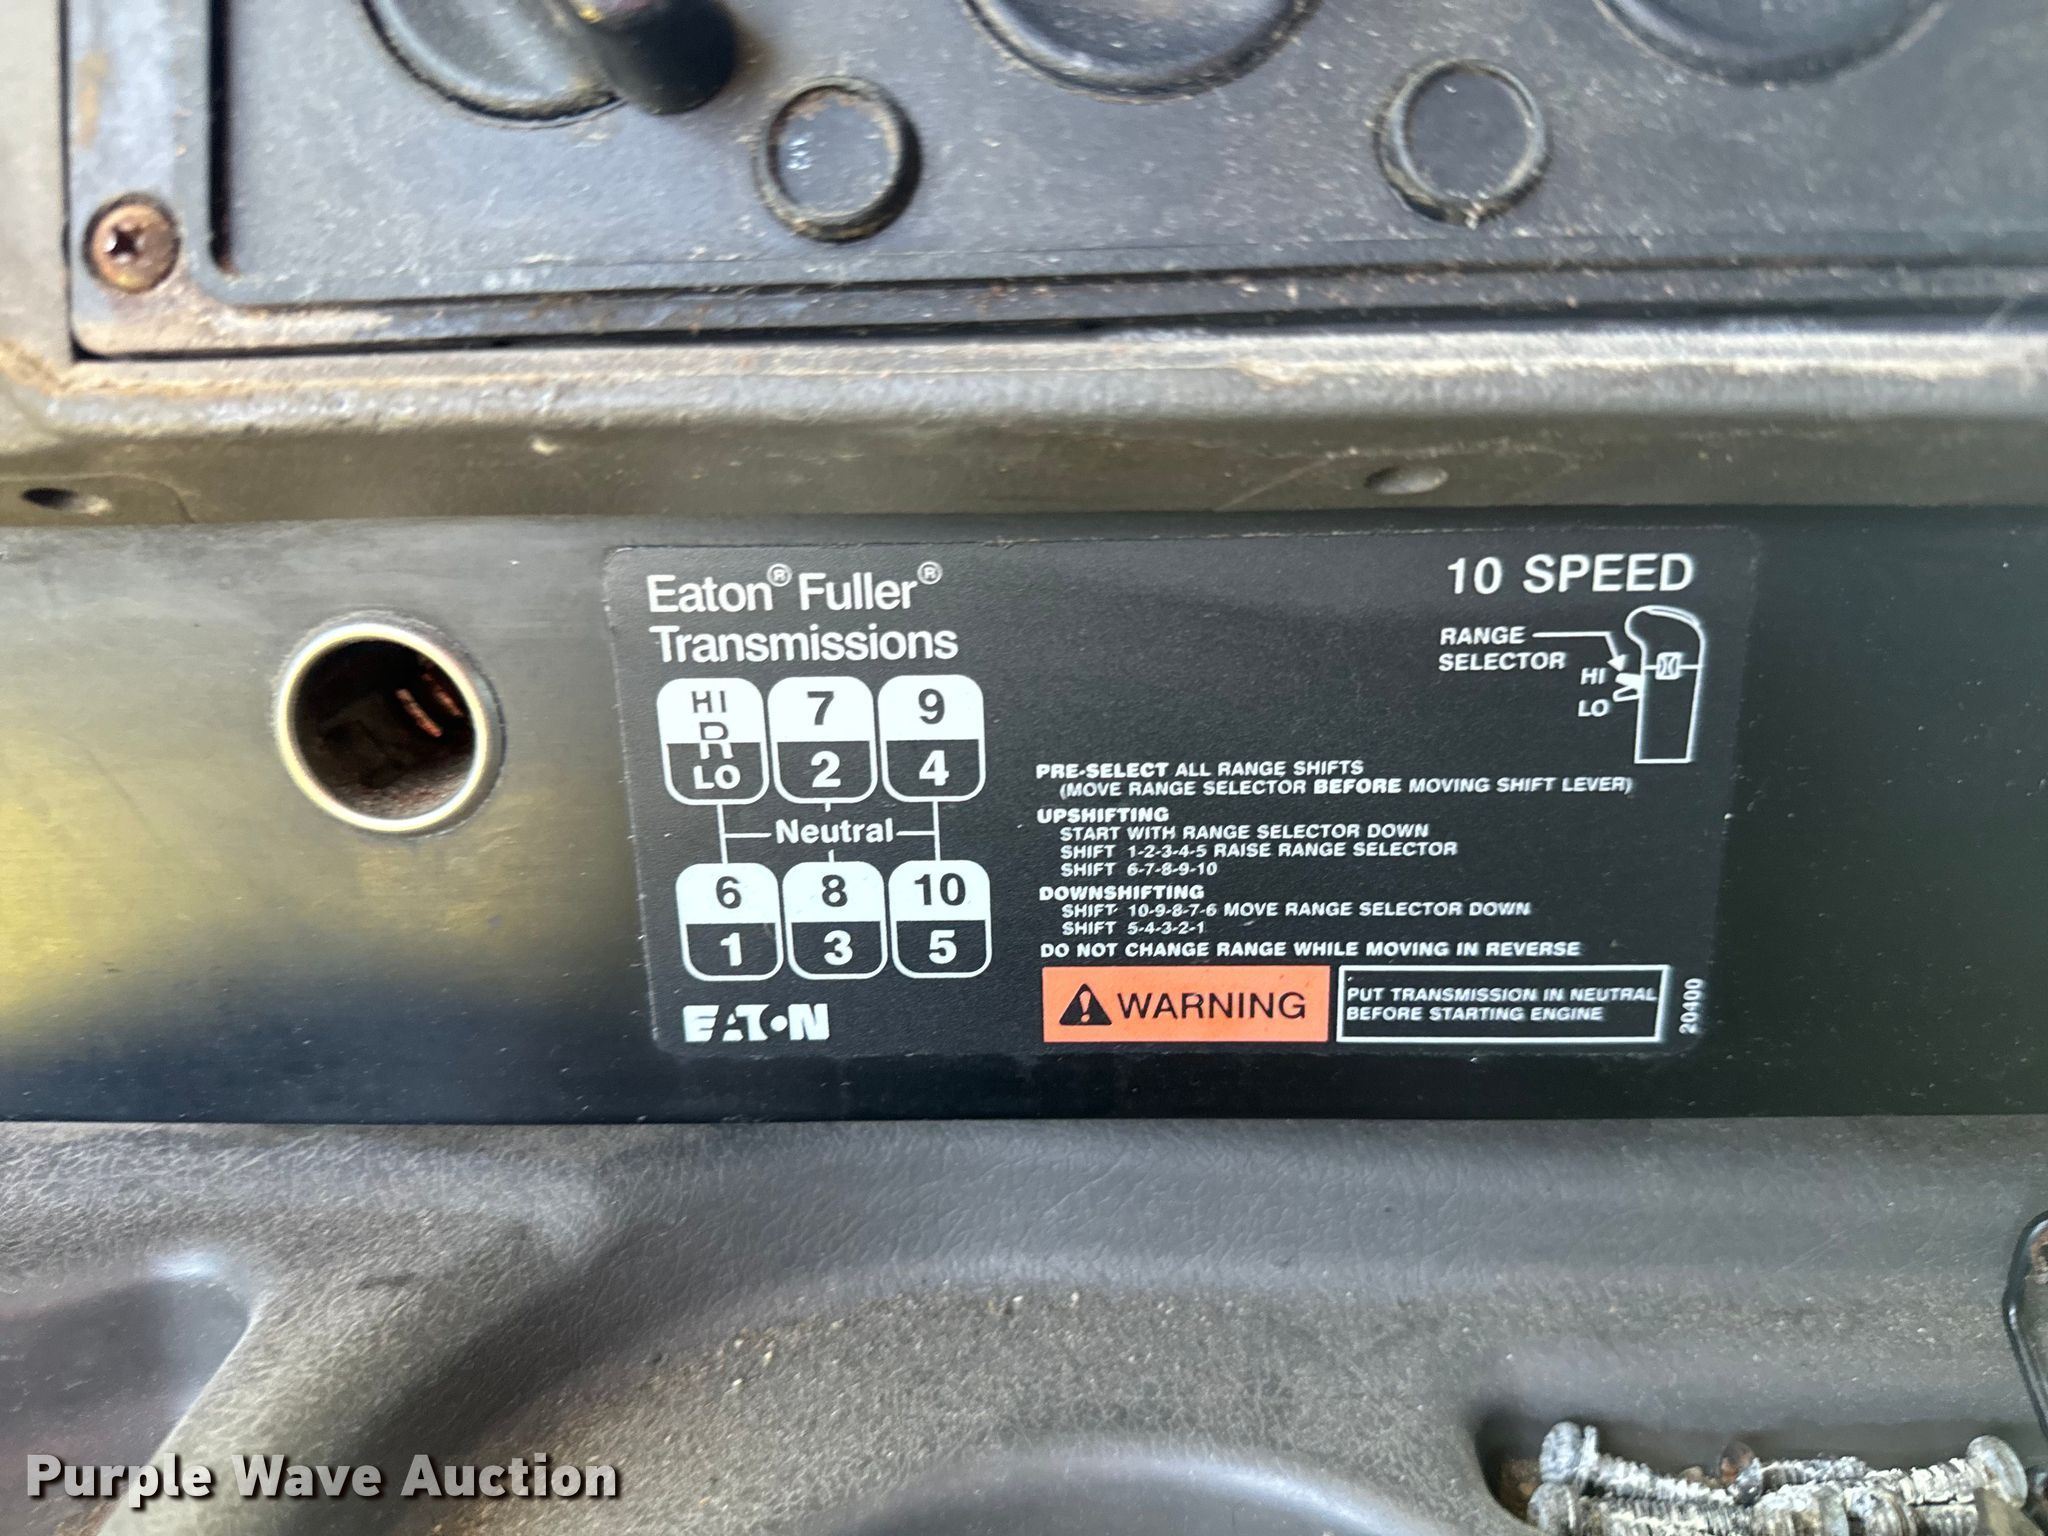 Eaton® Fuller®
Transmissions
10 SPEED
RANGE
SELECTOR
HI
LO
HI 7 9
R
LO 2 4
Neutral
6 8 10
1 3 5
EATON
PRE-SELECT ALL RANGE SHIFTS
(MOVE RANGE SELECTOR BEFORE MOVING SHIFT LEVER)
UPSHIFTING
START WITH RANGE SELECTOR DOWN
SHIFT 1-2-3-4-5 RAISE RANGE SELECTOR
SHIFT 6-7-8-9-10
DOWNSHIFTING
SHIFT 10-9-8-7-6 MOVE RANGE SELECTOR DOWN
SHIFT 5-4-3-2-1
DO NOT CHANGE RANGE WHILE MOVING IN REVERSE
WARNING
PUT TRANSMISSION IN NEUTRAL
BEFORE STARTING ENGINE
20400
Purple Wave Auction